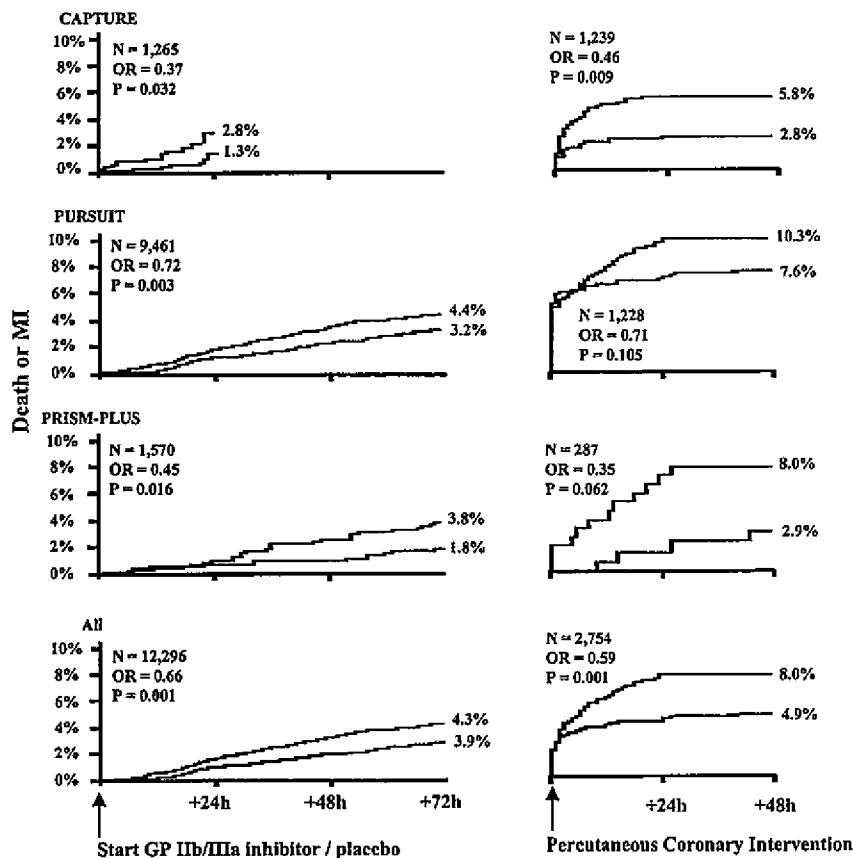 CAPTURE
10%
8%
6%
4%
2%
0%
N = 1,265
OR = 0.37
P = 0.032
2.8%
1.3%
N = 1,239
OR = 0.46
P = 0.009
5.8%
2.8%
PURSUIT
10%
8%
6%
4%
2%
0%
N = 9,461
OR = 0.72
P = 0.003
4.4%
3.2%
10.3%
7.6%
N = 1,228
OR = 0.71
P = 0.105
Death or MI
PRISM-PLUS
10%
8%
6%
4%
2%
0%
N = 1,570
OR = 0.45
P = 0.016
3.8%
1.8%
N = 287
OR = 0.35
P = 0.062
8.0%
2.9%
All
10%
8%
6%
4%
2%
0%
N = 12,296
OR = 0.66
P = 0.001
4.3%
3.9%
N = 2,754
OR = 0.59
P = 0.001
8.0%
4.9%
+24h
+48h
+72h
+24h
+48h
Start GP IIb/IIIa inhibitor / placebo
Percutaneous Coronary Intervention